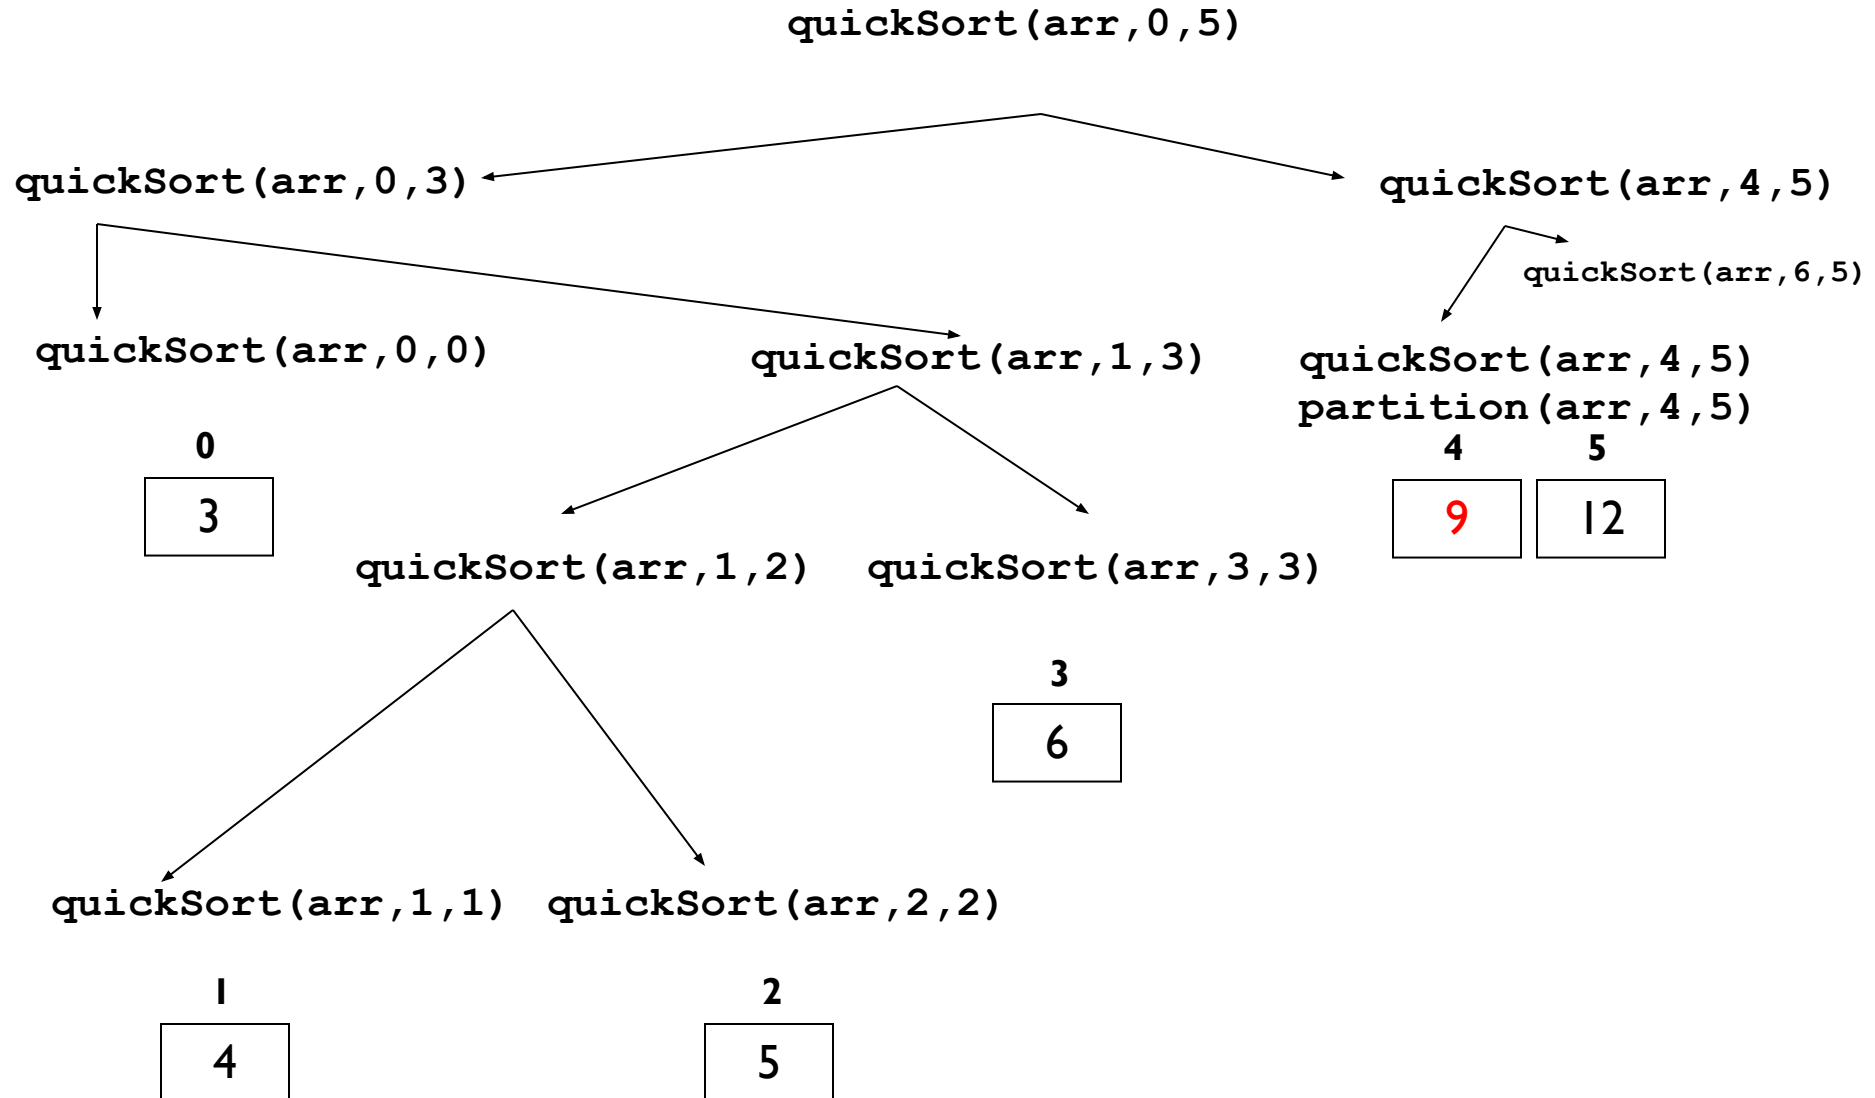 quickSort(arr,0,5)
quickSort(arr,0,3)
quickSort(arr,4,5)
quickSort(arr,6,5)
quickSort(arr,0,0)
quickSort(arr,1,3)
quickSort(arr,4,5)
partition(arr,4,5)
0
4 5
3
9 12
quickSort(arr,1,2)
quickSort(arr,3,3)
3
6
quickSort(arr,1,1)
quickSort(arr,2,2)
1
2
4
5